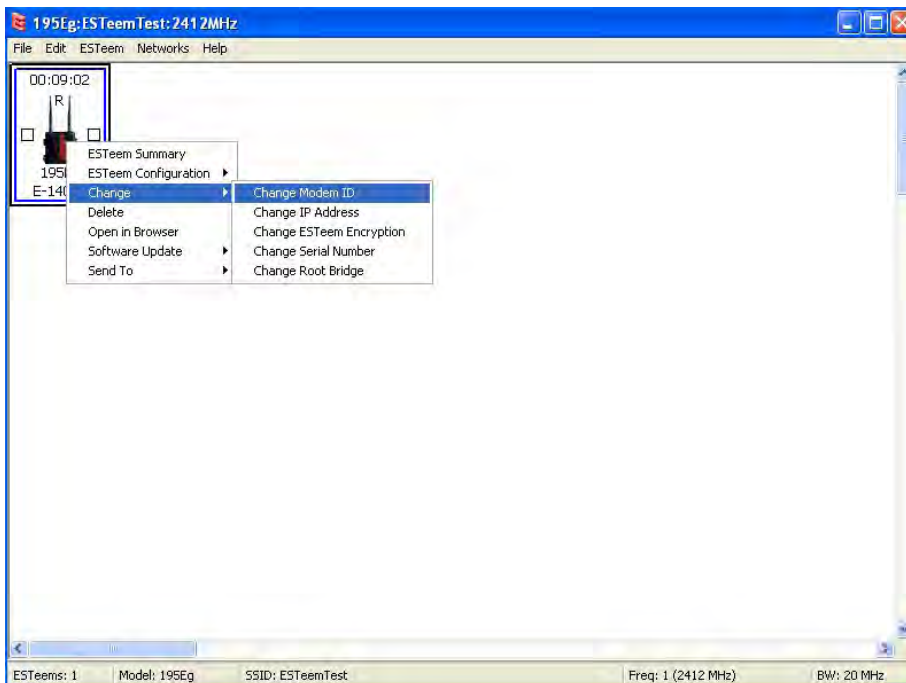 195Eg:ESTeemTest:2412MHz
File Edit ESTeem Networks Help
00:09:02
R
ESTeem Summary
195
ESTeem Configuration
E-140
Change
Change Modem ID
Delete
Change IP Address
Open in Browser
Change ESTeem Encryption
Software Update
Change Serial Number
Send To
Change Root Bridge
ESTeems: 1 Model: 195Eg SSID: ESTeemTest Freq: 1 (2412 MHz) BW: 20 MHz